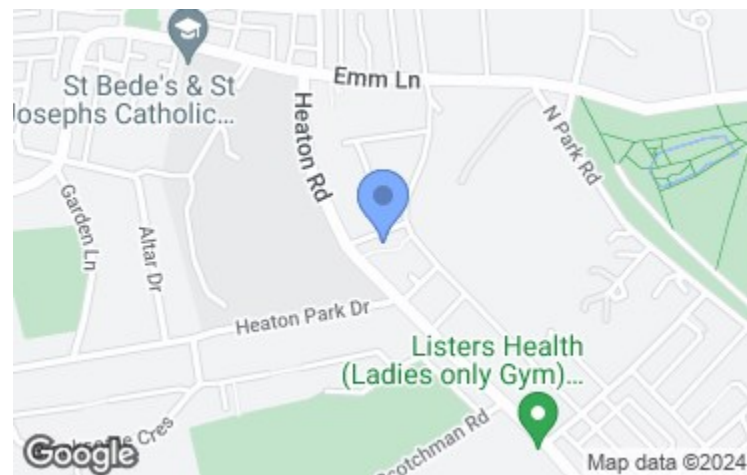 Emm Ln
St Bede's & St
Josephs Catholic...
Heaton Rd
N Park Rd
Garden Ln
Altar Dr
Heaton Park Dr
Listers Health
(Ladies only Gym)...
Cres
Scotchman Rd
Google
Map data ©2024